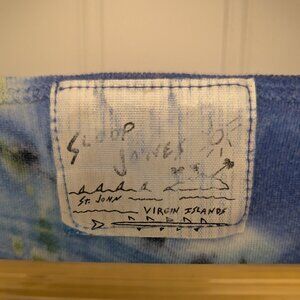 SLOOP
JONES
ST. JOHN
VIRGIN ISLANDS